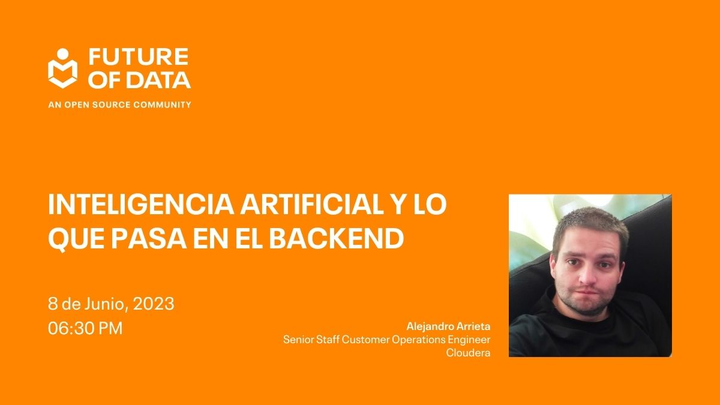 FUTURE
OF DATA
AN OPEN SOURCE COMMUNITY
INTELIGENCIA ARTIFICIAL Y LO
QUE PASA EN EL BACKEND
8 de Junio, 2023
06:30 PM
Alejandro Arrieta
Senior Staff Customer Operations Engineer
Cloudera